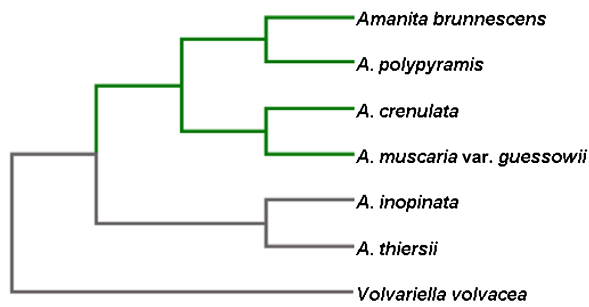 Amanita brunnescens
A. polypyramis
A. crenulata
A. muscaria var. guessowii
A. inopinata
A. thiersii
Volvariella volvacea